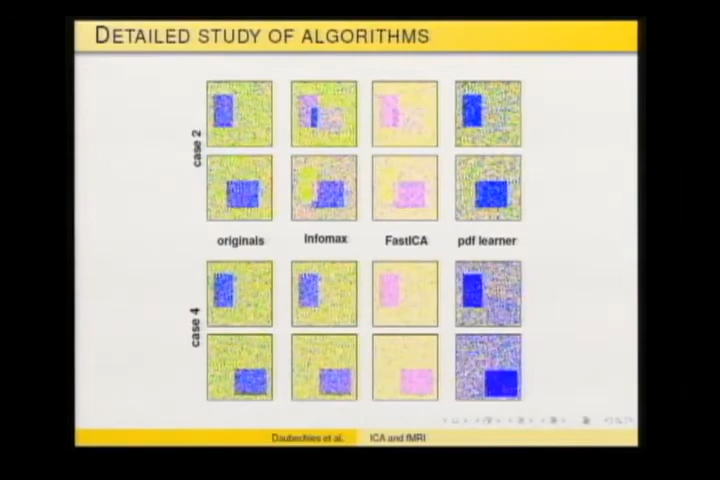 DETAILED STUDY OF ALGORITHMS
case 2
originals Infomax FastICA pdf learner
case 4
Daubechies et al. ICA and fMRI